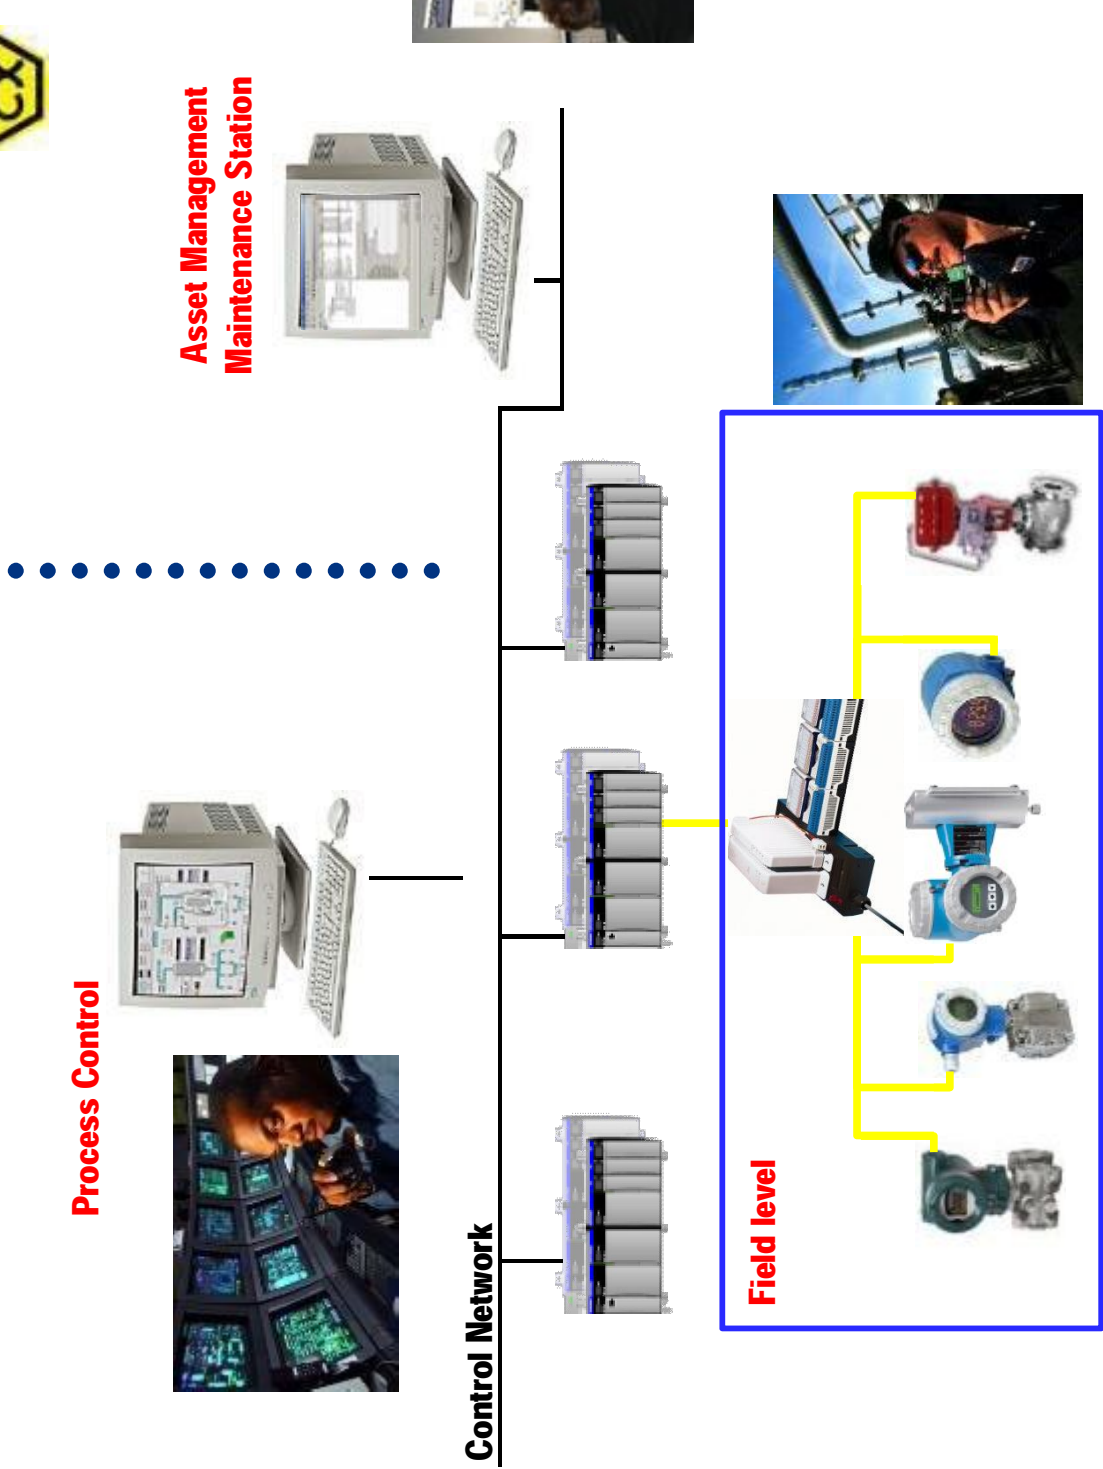 Asset Management
Maintenance Station
Process Control
Control Network
Field level